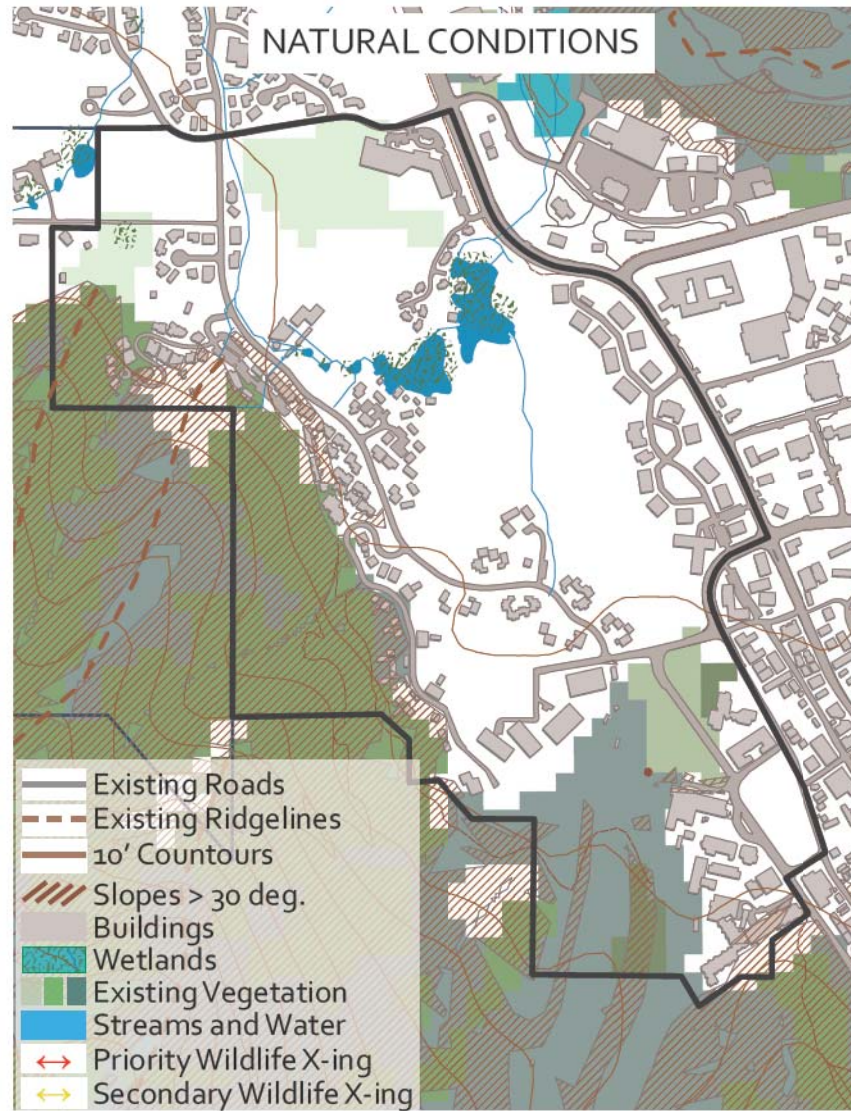 NATURAL CONDITIONS
Existing Roads
Existing Ridgelines
10' Countours
Slopes > 30 deg.
Buildings
Wetlands
Existing Vegetation
Streams and Water
Priority Wildlife X-ing
Secondary Wildlife X-ing